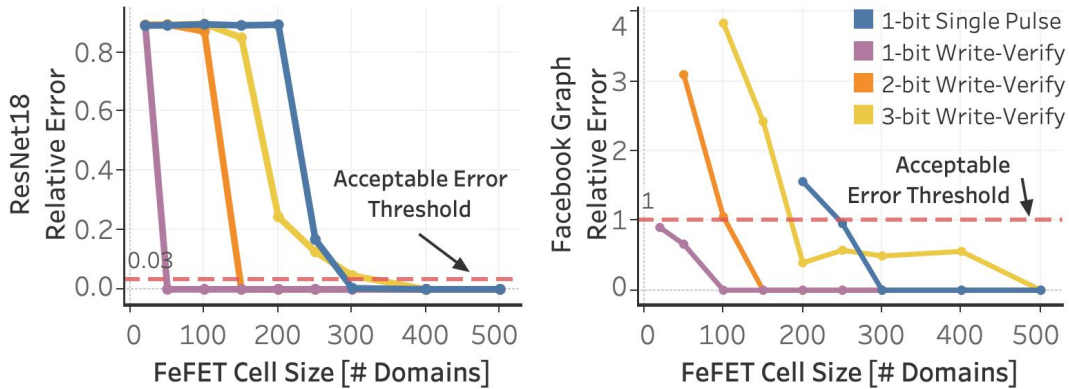 ResNet18
Relative Error
0.8
0.6
0.4
0.2
0.0
0.03
Acceptable Error
Threshold
0
100
200
300
400
500
FeFET Cell Size [# Domains]
Facebook Graph
Relative Error
4
3
2
1
0
1
1-bit Single Pulse
1-bit Write-Verify
2-bit Write-Verify
3-bit Write-Verify
Acceptable
Error Threshold
0
100
200
300
400
500
FeFET Cell Size [# Domains]